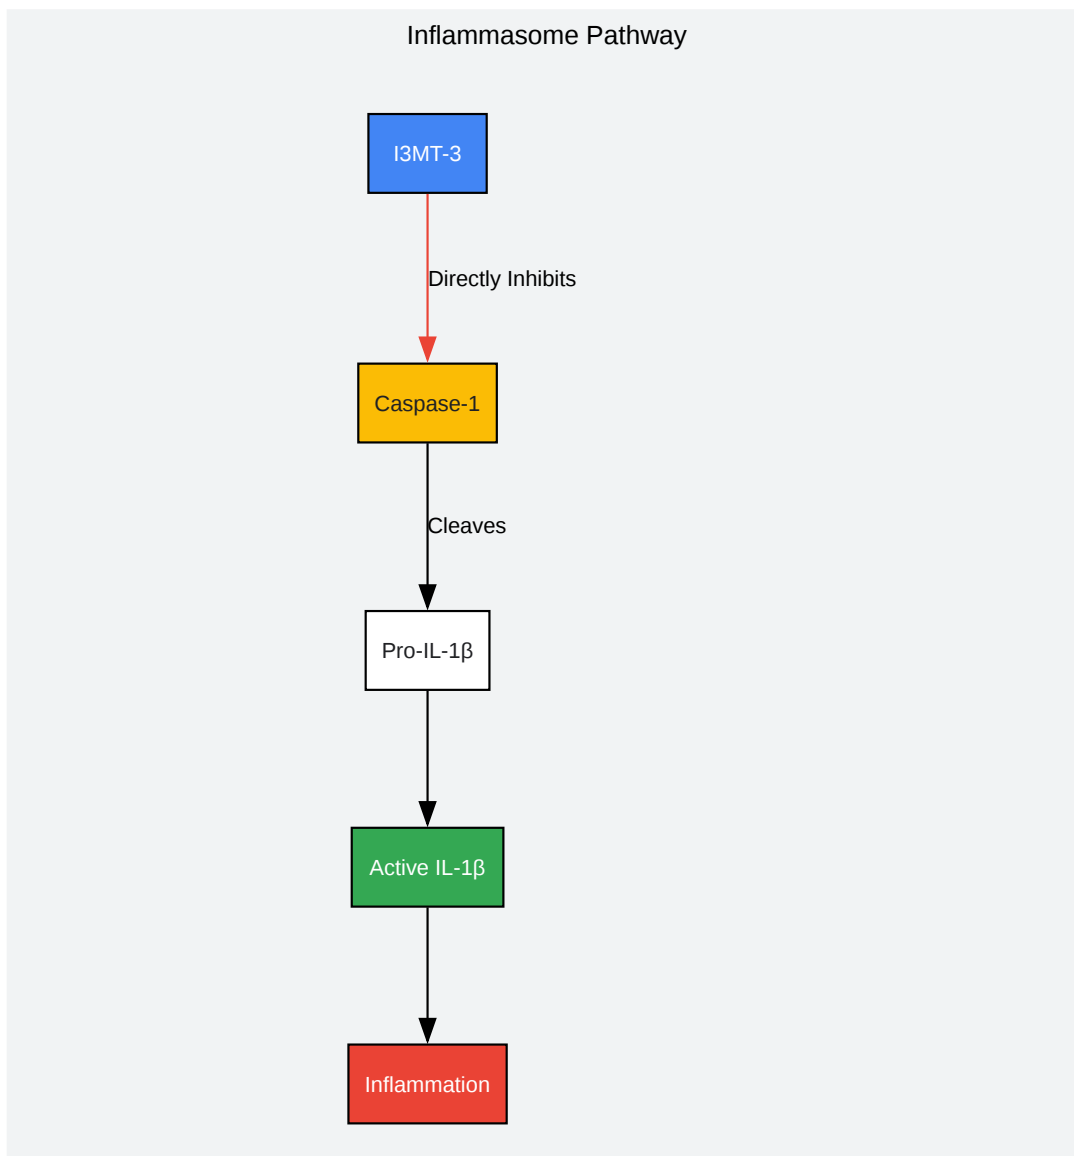 Inflammasome Pathway
I3MT-3
Directly Inhibits
Caspase-1
Cleaves
Pro-IL-1β
Active IL-1β
Inflammation